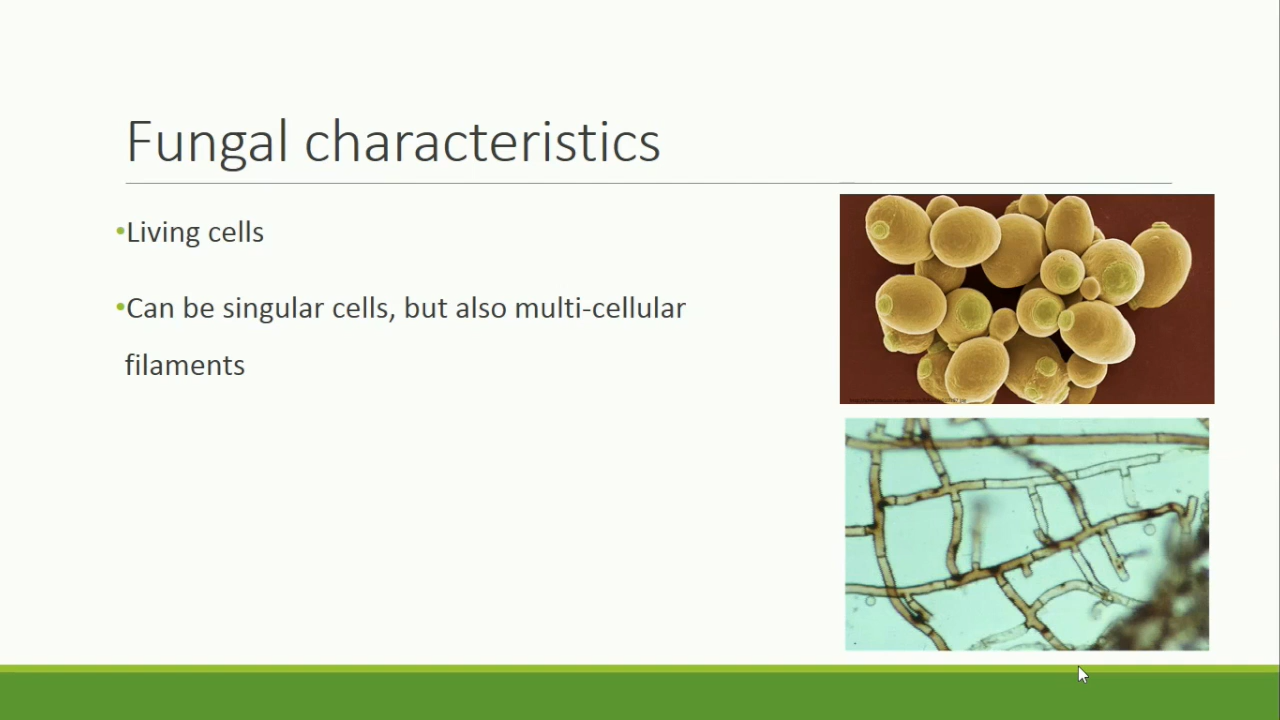 Fungal characteristics
•Living cells
•Can be singular cells, but also multi-cellular
filaments